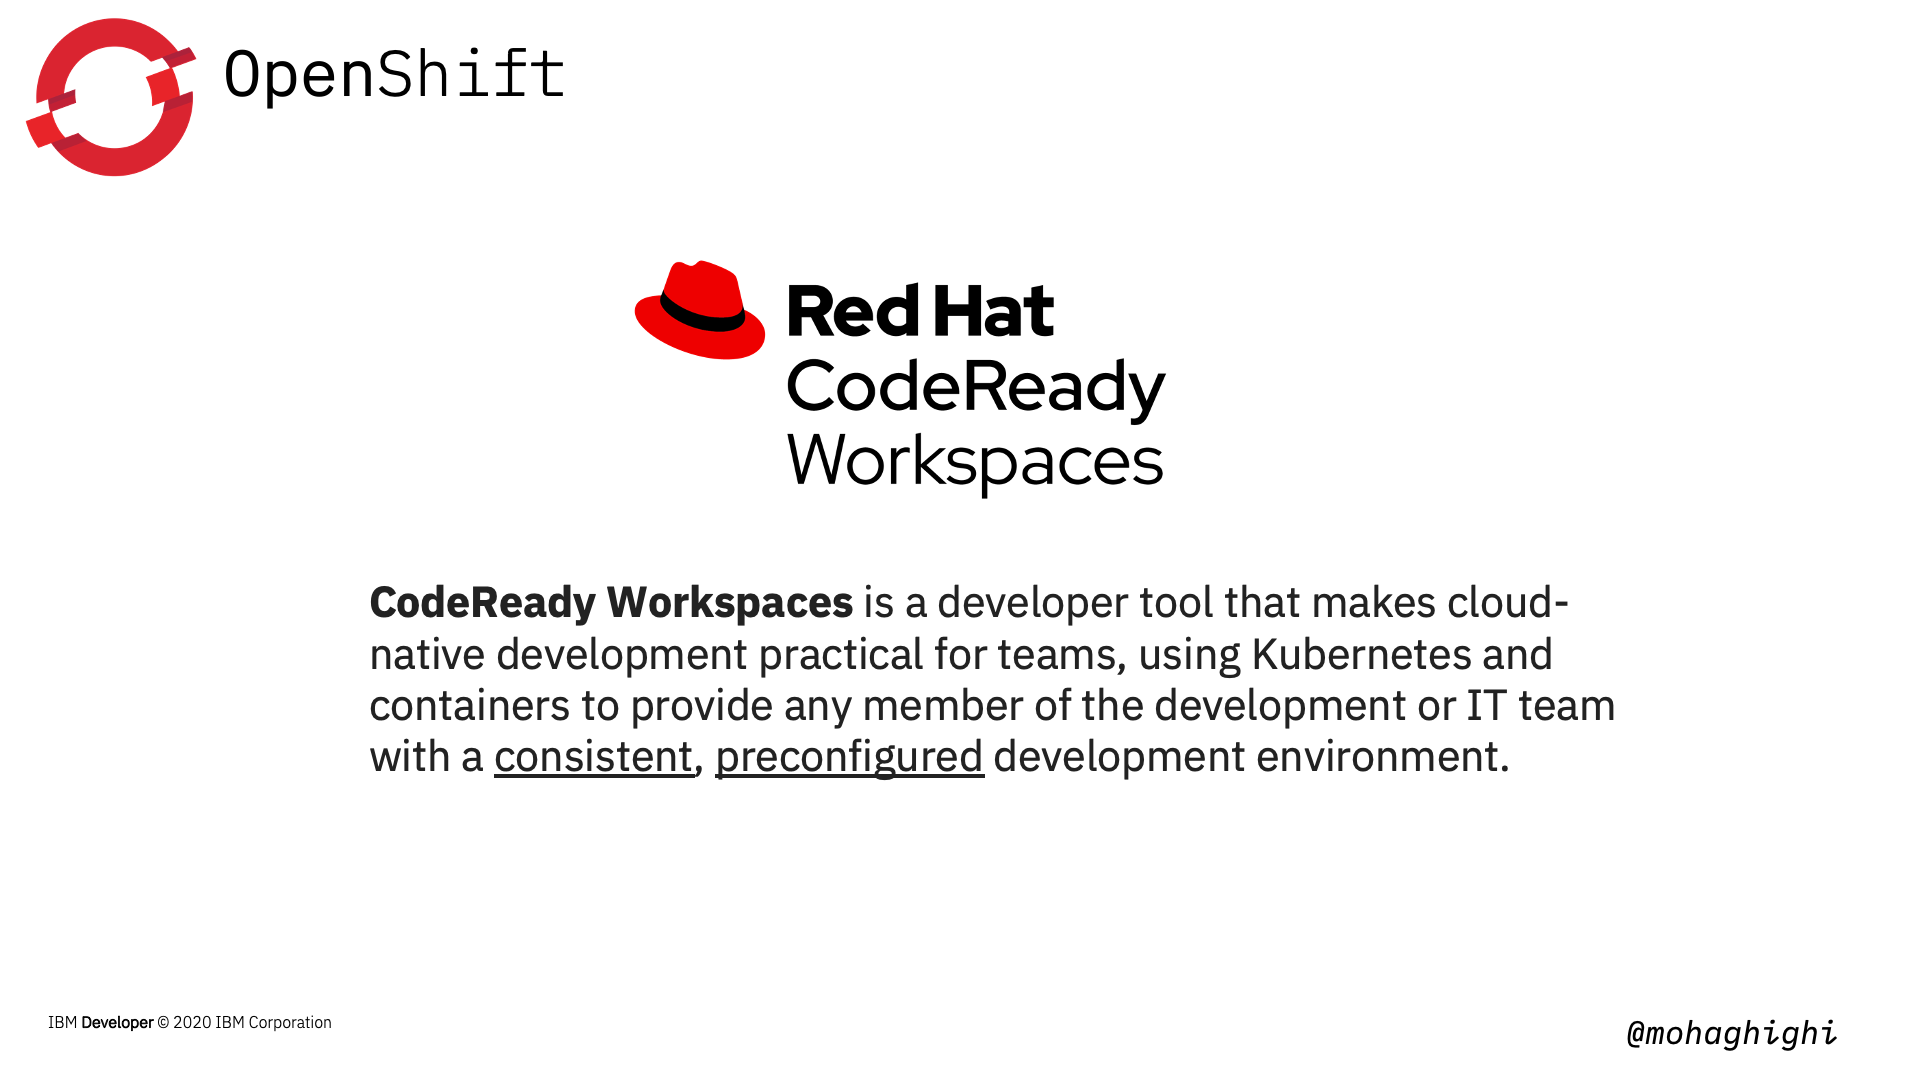 OpenShift
Red Hat
CodeReady
Workspaces
CodeReady Workspaces is a developer tool that makes cloud-
native development practical for teams, using Kubernetes and
containers to provide any member of the development or IT team
with a consistent, preconfigured development environment.
IBM Developer © 2020 IBM Corporation
@mohaghighi